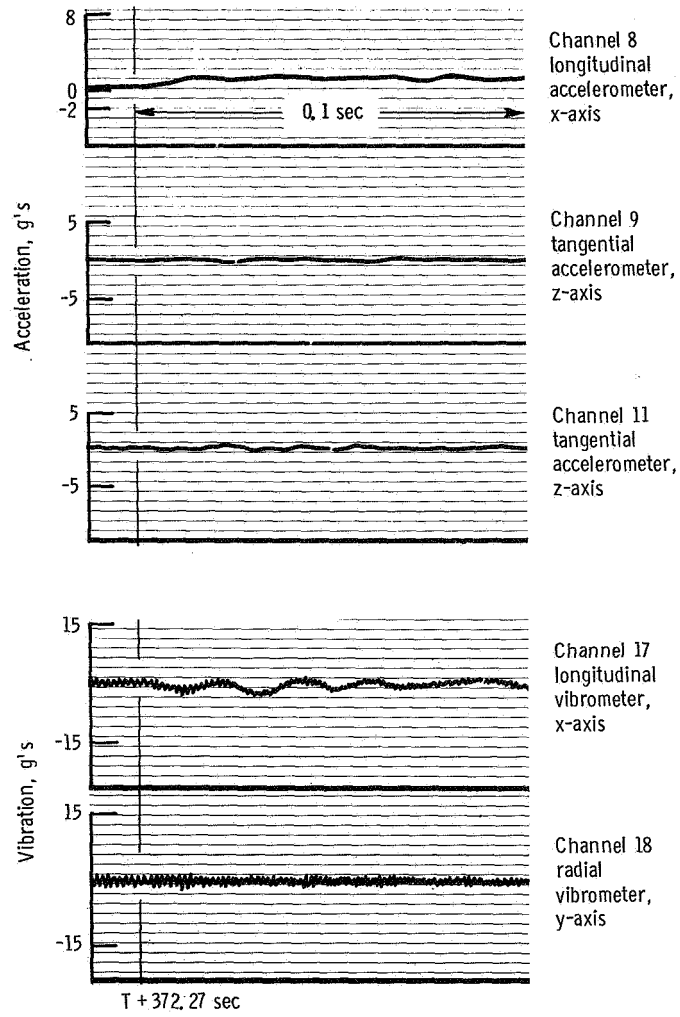 8
0
-2
0.1 sec
Channel 8
longitudinal
accelerometer,
x-axis
Acceleration, g's
5
-5
Channel 9
tangential
accelerometer,
z-axis
5
-5
Channel 11
tangential
accelerometer,
z-axis
Vibration, g's
15
-15
Channel 17
longitudinal
vibrometer,
x-axis
15
-15
Channel 18
radial
vibrometer,
y-axis
T + 372.27 sec